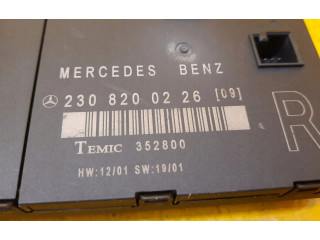 MERCEDES BENZ
230 820 02 26 [09]
TEMIC 352800
HW:12/01 SW:19/01
R